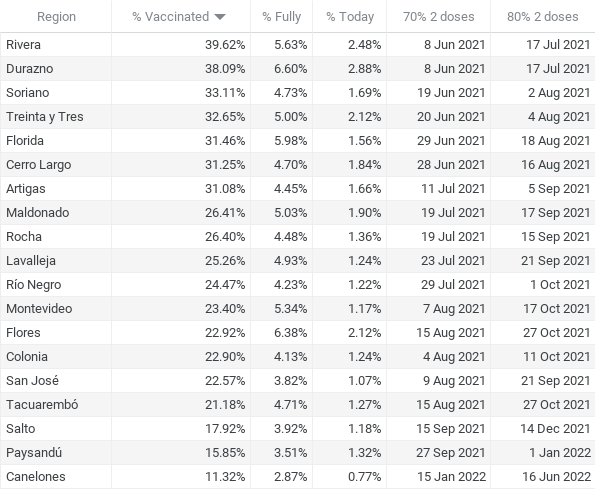 Region % Vaccinated % Fully % Today 70% 2 doses 80% 2 doses
Rivera 39.62% 5.63% 2.48% 8 Jun 2021 17 Jul 2021
Durazno 38.09% 6.60% 2.88% 8 Jun 2021 17 Jul 2021
Soriano 33.11% 4.73% 1.69% 19 Jun 2021 2 Aug 2021
Treinta y Tres 32.65% 5.00% 2.12% 20 Jun 2021 4 Aug 2021
Florida 31.46% 5.98% 1.56% 29 Jun 2021 18 Aug 2021
Cerro Largo 31.25% 4.70% 1.84% 28 Jun 2021 16 Aug 2021
Artigas 31.08% 4.45% 1.66% 11 Jul 2021 5 Sep 2021
Maldonado 26.41% 5.03% 1.90% 19 Jul 2021 17 Sep 2021
Rocha 26.40% 4.48% 1.36% 19 Jul 2021 15 Sep 2021
Lavalleja 25.26% 4.93% 1.24% 23 Jul 2021 21 Sep 2021
Río Negro 24.47% 4.23% 1.22% 29 Jul 2021 1 Oct 2021
Montevideo 23.40% 5.34% 1.17% 7 Aug 2021 17 Oct 2021
Flores 22.92% 6.38% 2.12% 15 Aug 2021 27 Oct 2021
Colonia 22.90% 4.13% 1.24% 4 Aug 2021 11 Oct 2021
San José 22.57% 3.82% 1.07% 9 Aug 2021 21 Sep 2021
Tacuarembó 21.18% 4.71% 1.27% 15 Aug 2021 27 Oct 2021
Salto 17.92% 3.92% 1.18% 15 Sep 2021 14 Dec 2021
Paysandú 15.85% 3.51% 1.32% 27 Sep 2021 1 Jan 2022
Canelones 11.32% 2.87% 0.77% 15 Jan 2022 16 Jun 2022